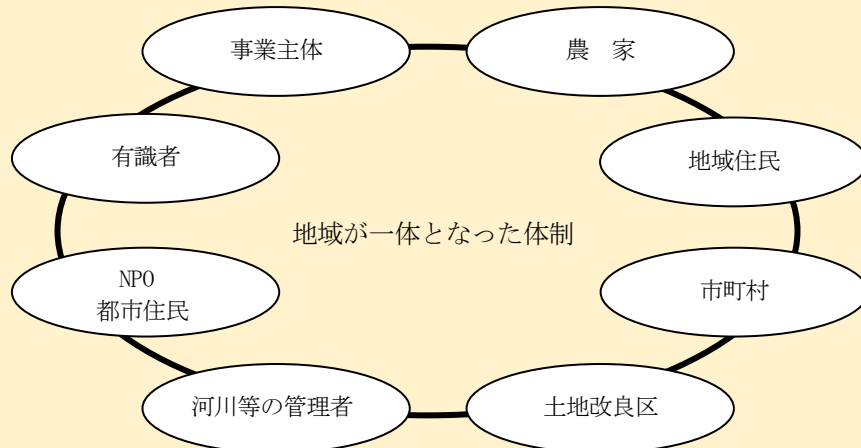 事業主体
農　家
有識者
地域住民
地域が一体となった体制
NPO
都市住民
市町村
河川等の管理者
土地改良区